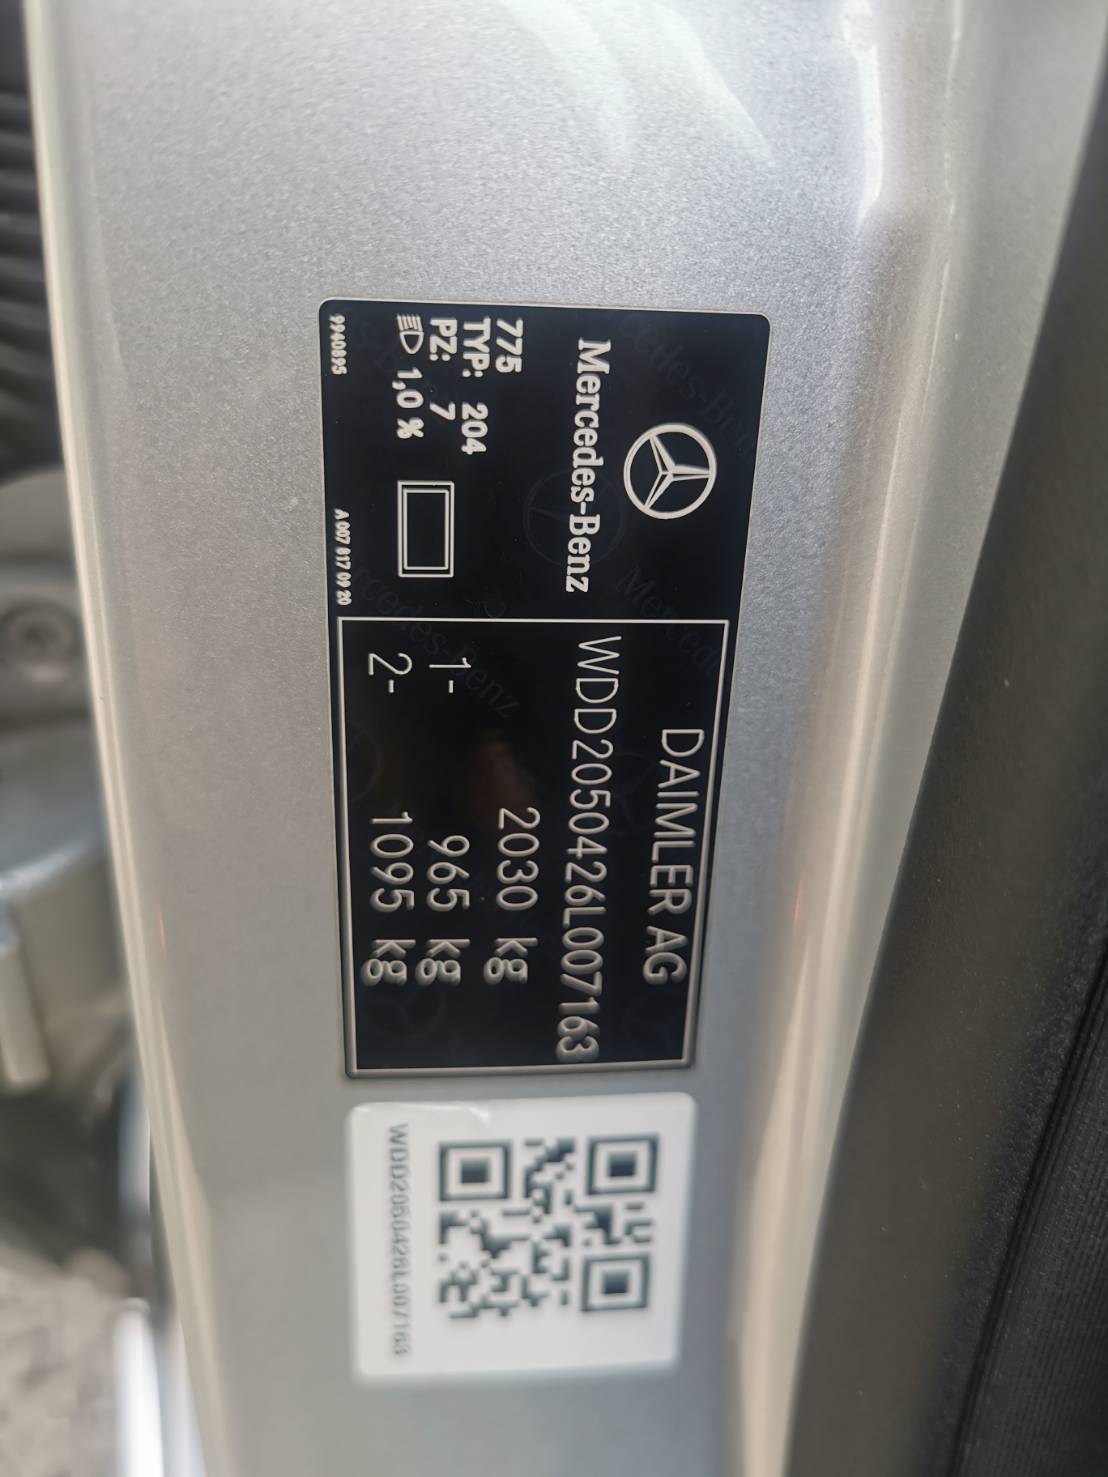 Mercedes-Benz
775
TYP: 204
PZ: 7
1,0 %
9940895
A 007 817 09 20
DAIMLER AG
WDD2050426L007163
2030 kg
1- 965 kg
2- 1095 kg
WDD2050426L007163